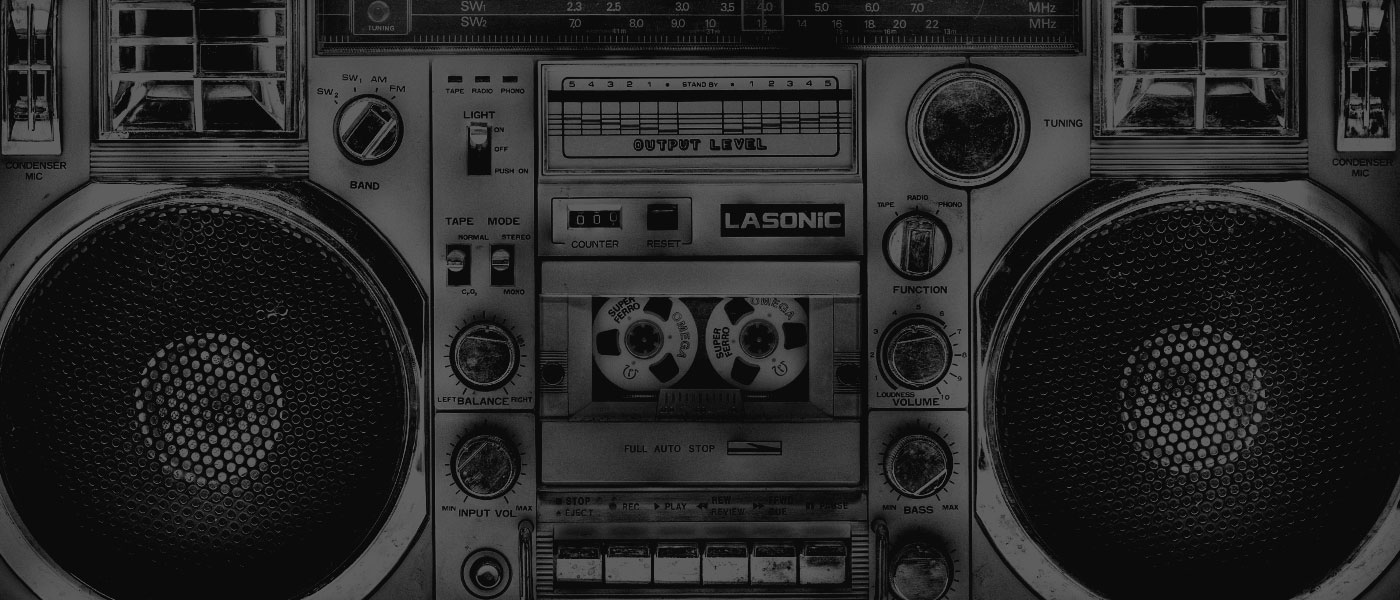 SW1 2.3 2.5 3.0 3.5 4.0 5.0 6.0 7.0 MHz
SW2 7.0 8.0 9.0 10 12 14 16 18 20 22 MHz
TUNING
SW2 SW1 AM FM
BAND
CONDENSER
MIC
TAPE RADIO PHONO
LIGHT
ON
OFF
PUSH ON
TAPE MODE
NORMAL STEREO
CrO2 MONO
LEFT BALANCE RIGHT
MIN INPUT VOL MAX
5 4 3 2 1 STAND BY 1 2 3 4 5
OUTPUT LEVEL
COUNTER RESET
LASONIC
SUPER
FERRO
OMEGA
SUPER
FERRO
OMEGA
FULL AUTO STOP
STOP
EJECT
REC
PLAY
REW
REVIEW
CUE
PAUSE
TUNING
TAPE RADIO PHONO
FUNCTION
1 2 3 4 5 6 7 8 9 10
LOUDNESS
VOLUME
MIN BASS MAX
CONDENSER
MIC